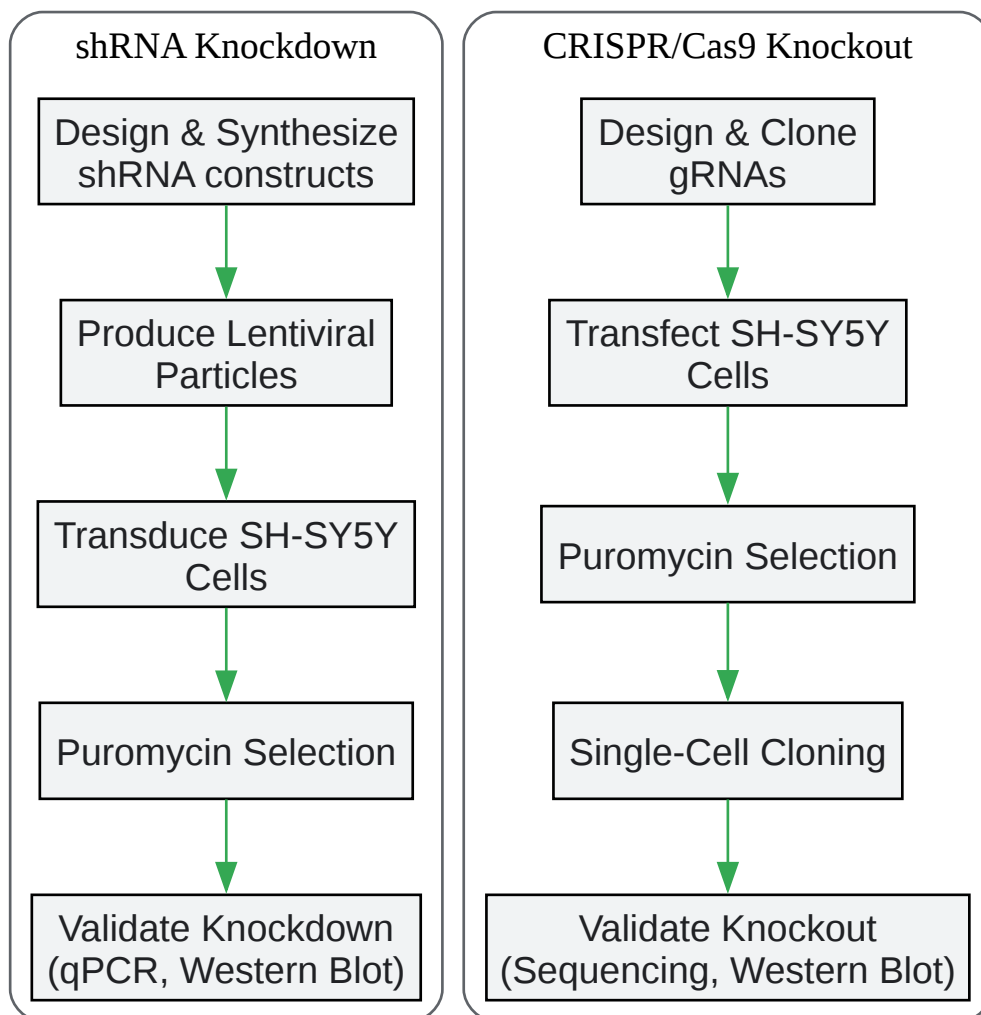 shRNA Knockdown
Design & Synthesize
shRNA constructs
Produce Lentiviral
Particles
Transduce SH-SY5Y
Cells
Puromycin Selection
Validate Knockdown
(qPCR, Western Blot)
CRISPR/Cas9 Knockout
Design & Clone
gRNAs
Transfect SH-SY5Y
Cells
Puromycin Selection
Single-Cell Cloning
Validate Knockout
(Sequencing, Western Blot)